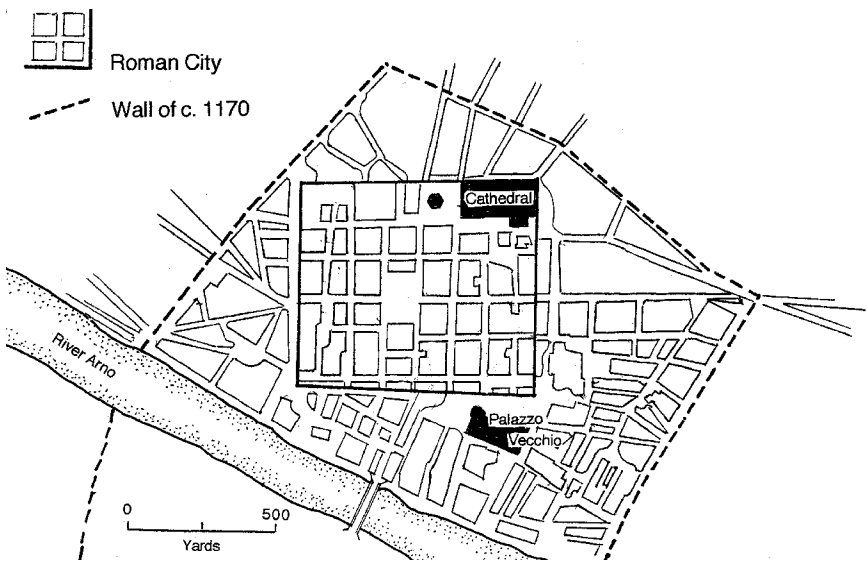 Roman City
Wall of c. 1170
Cathedral
River Arno
Palazzo
Vecchio
0 500
Yards